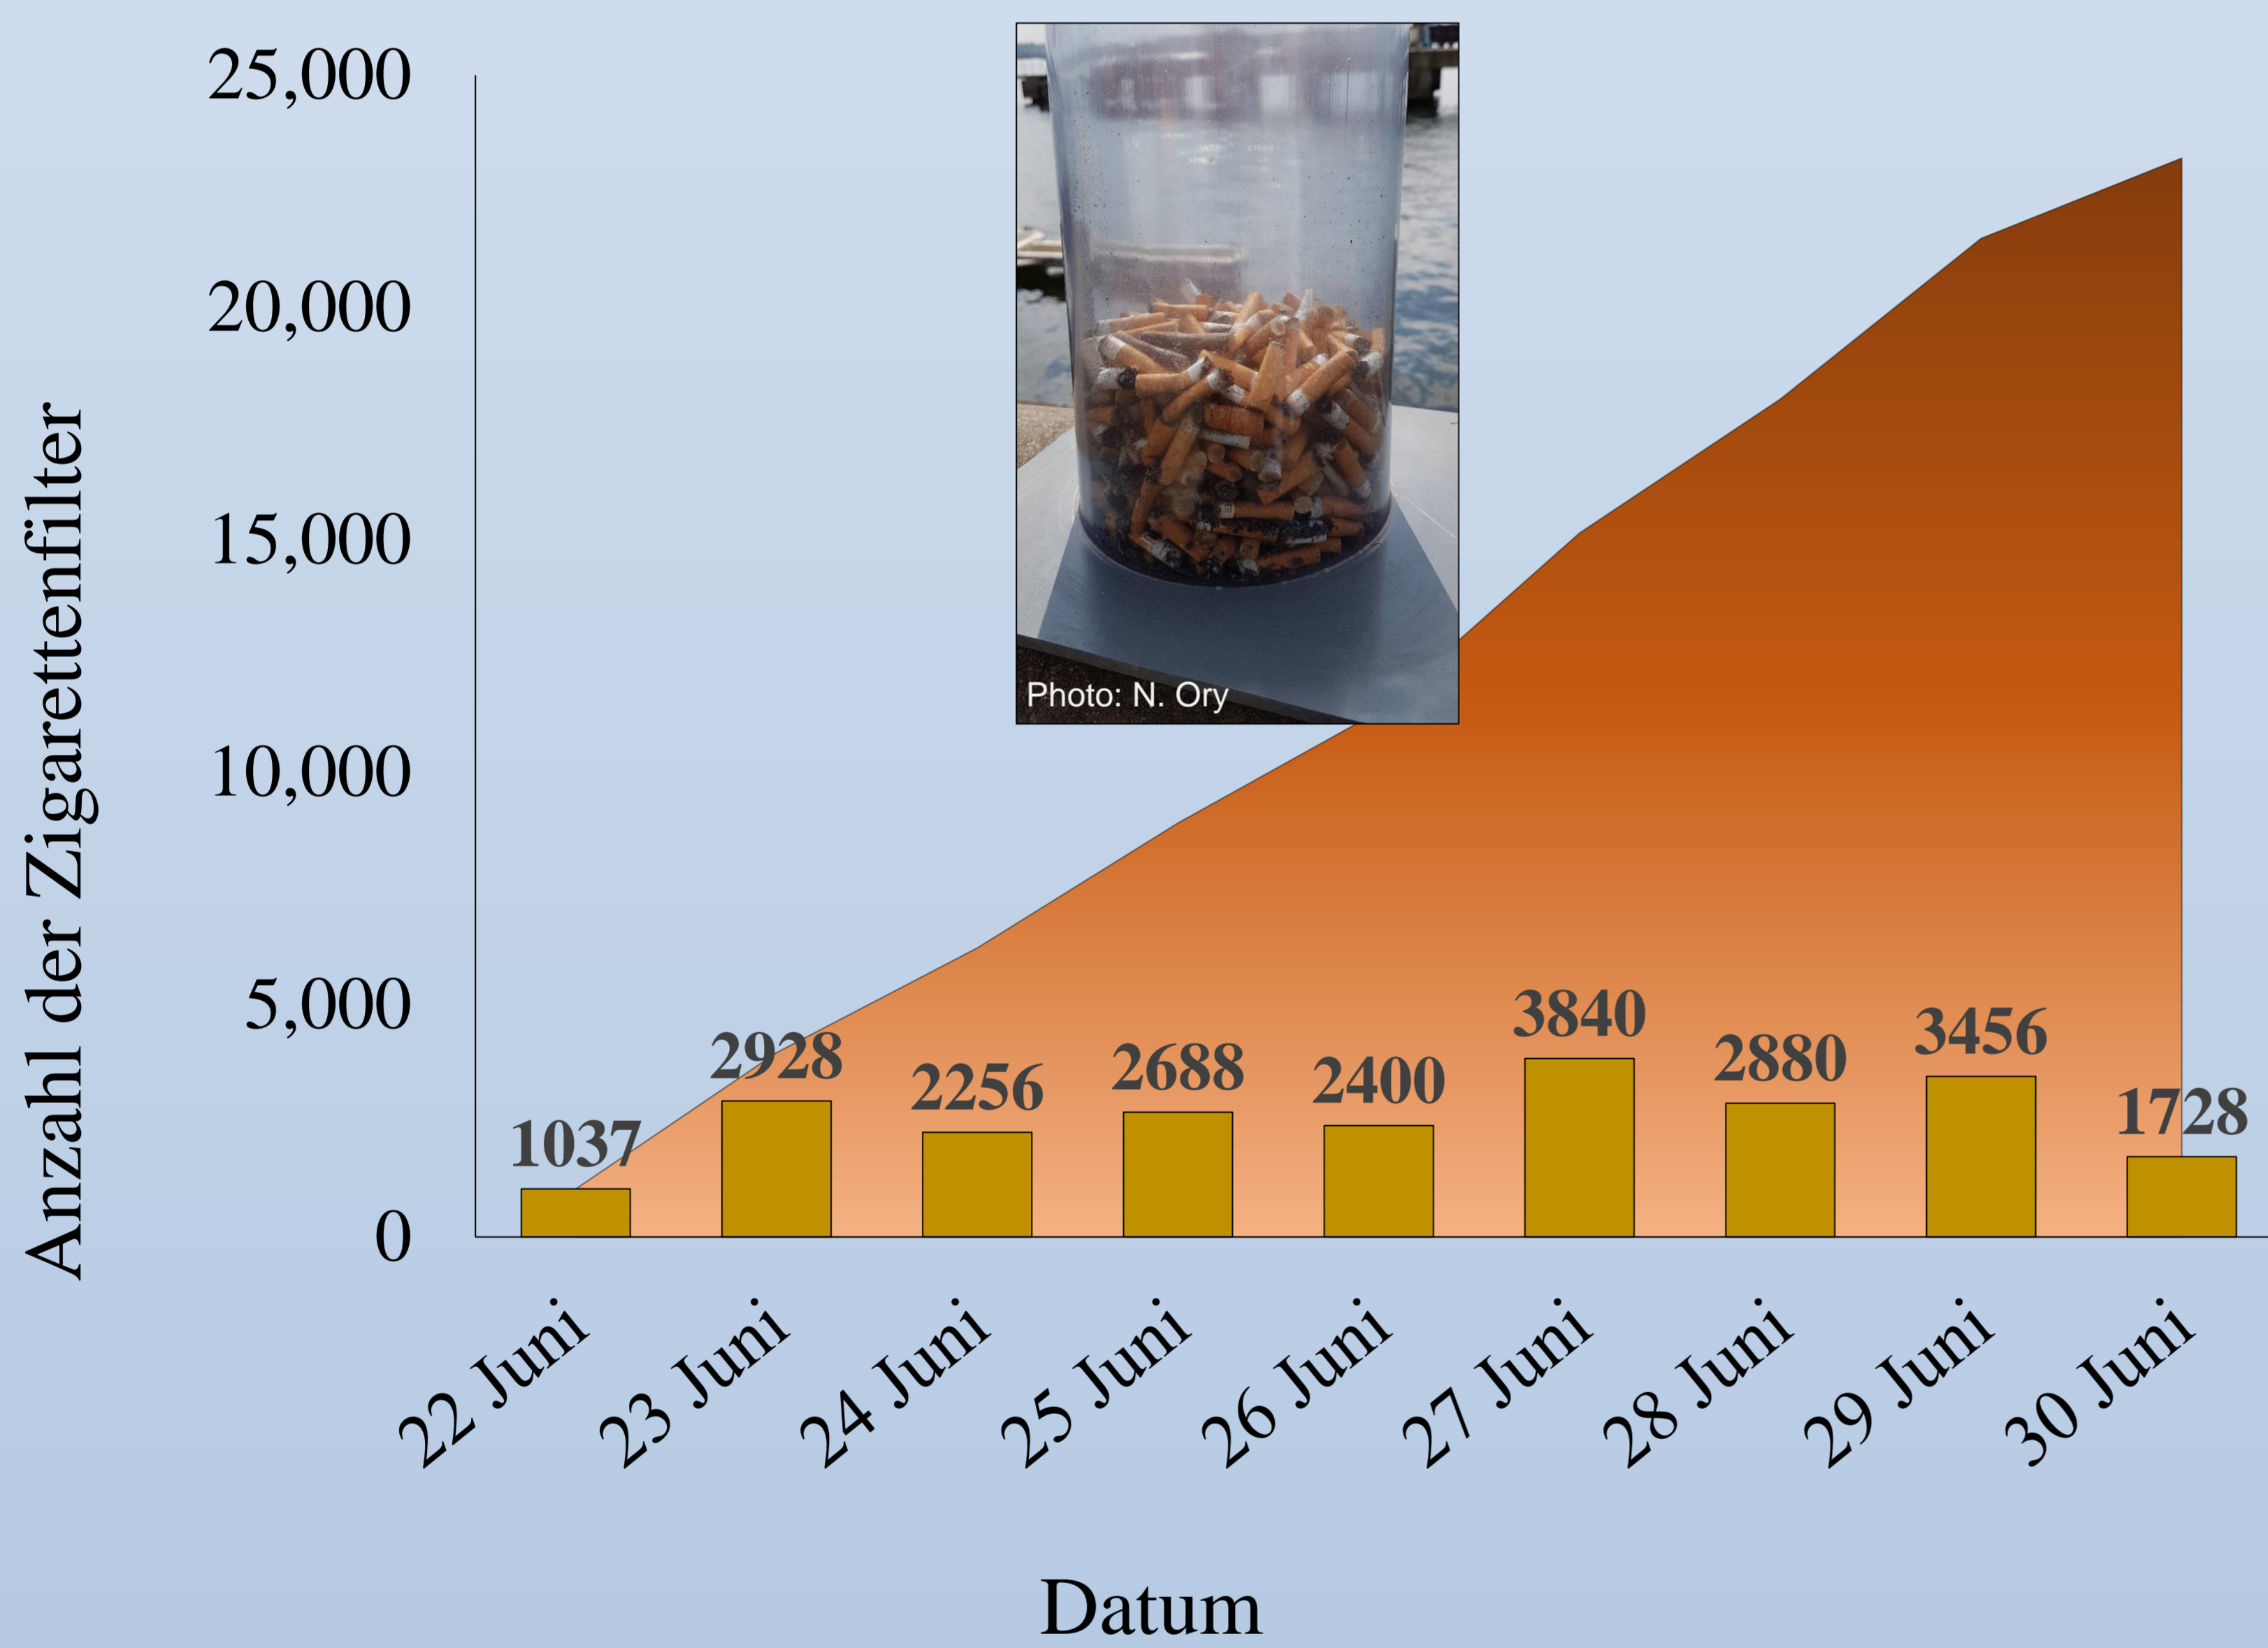 Anzahl der Zigarettenfilter
25,000
20,000
15,000
10,000
5,000
0
Photo: N. Ory
1037
2928
2256
2688
2400
3840
2880
3456
1728
22 Juni
23 Juni
24 Juni
25 Juni
26 Juni
27 Juni
28 Juni
29 Juni
30 Juni
Datum